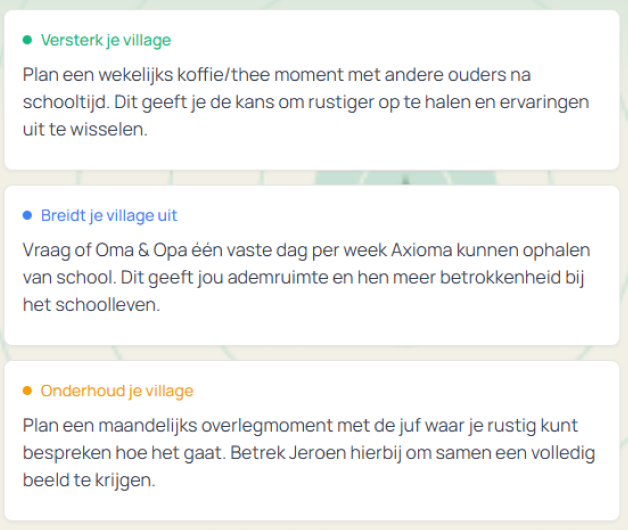 Versterk je village
Plan een wekelijks koffie/thee moment met andere ouders na
schooltijd. Dit geeft je de kans om rustiger op te halen en ervaringen
uit te wisselen.
Breidt je village uit
Vraag of Oma & Opa één vaste dag per week Axioma kunnen ophalen
van school. Dit geeft jou ademruimte en hen meer betrokkenheid bij
het schoolleven.
Onderhoud je village
Plan een maandelijks overlegmoment met de juf waar je rustig kunt
bespreken hoe het gaat. Betrek Jeroen hierbij om samen een volledig
beeld te krijgen.